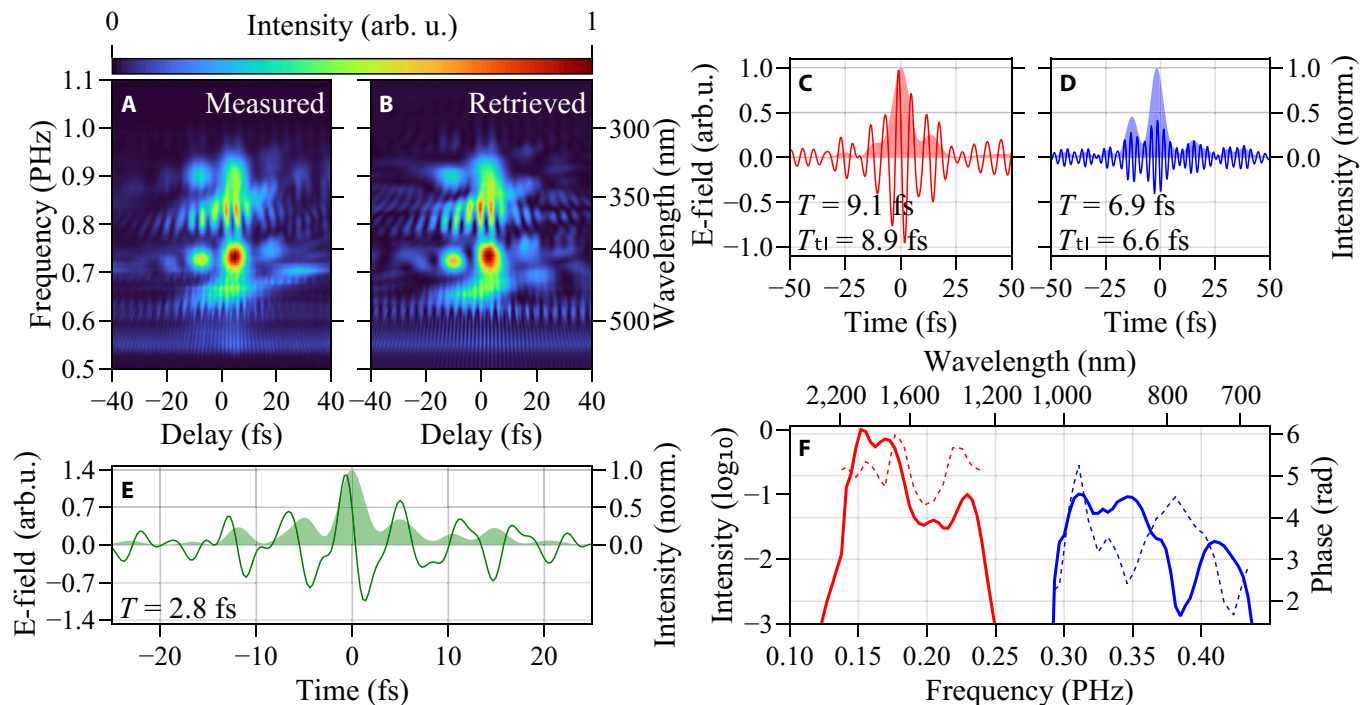 0 Intensity (arb. u.) 1
A Measured
B Retrieved
Frequency (PHz)
1.1
1.0
0.9
0.8
0.7
0.6
0.5
Wavelength (nm)
300
350
400
500
−40 −20 0 20 40
−40 −20 0 20 40
Delay (fs)
Delay (fs)
C
E-field (arb.u.)
1.0
0.5
0.0
−0.5
−1.0
T = 9.1 fs
Ttl = 8.9 fs
−50 −25 0 25 50
Time (fs)
D
Intensity (norm.)
1.0
0.5
0.0
T = 6.9 fs
Ttl = 6.6 fs
−50 −25 0 25 50
Time (fs)
E
E-field (arb.u.)
1.4
0.7
0.0
−0.7
−1.4
Intensity (norm.)
1.0
0.5
0.0
T = 2.8 fs
−20 −10 0 10 20
Time (fs)
Wavelength (nm)
2,200 1,600 1,200 1,000 800 700
F
Intensity (log₁₀)
0
−1
−2
−3
Phase (rad)
6
5
4
3
2
0.10 0.15 0.20 0.25 0.30 0.35 0.40
Frequency (PHz)